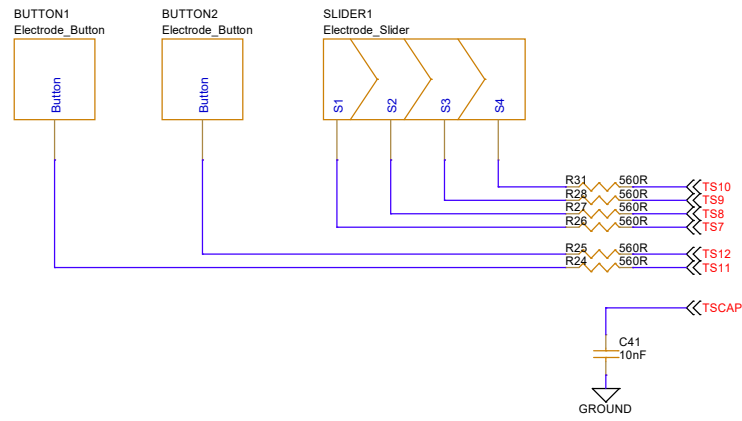 BUTTON1
Electrode_Button
BUTTON2
Electrode_Button
SLIDER1
Electrode_Slider
Button
Button
S1
S2
S3
S4
R31 560R TS10
R28 560R TS9
R27 560R TS8
R26 560R TS7
R25 560R TS12
R24 560R TS11
TSCAP
C41
10nF
GROUND